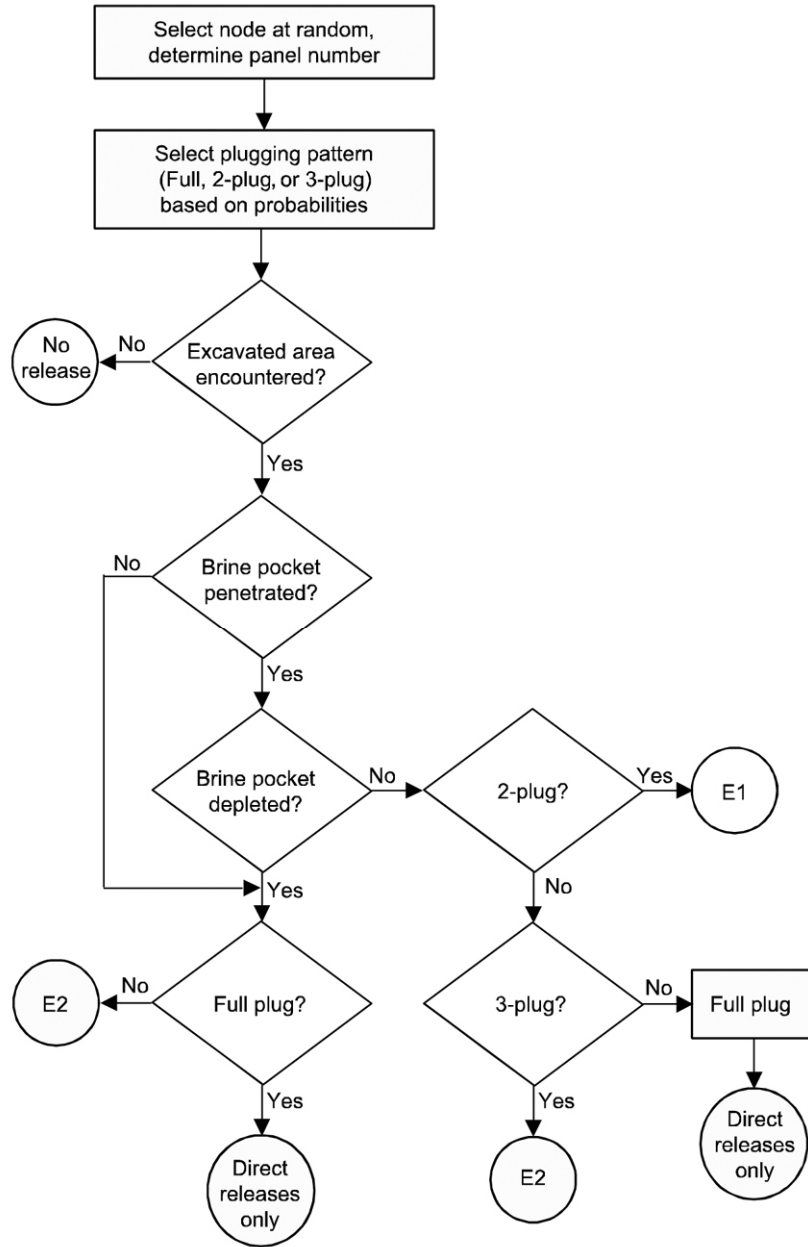 Select node at random,
determine panel number
Select plugging pattern
(Full, 2-plug, or 3-plug)
based on probabilities
No
release
No
Excavated area
encountered?
Yes
No
Brine pocket
penetrated?
Yes
Brine pocket
depleted?
No
2-plug?
Yes
E1
Yes
No
E2
No
Full plug?
3-plug?
No
Full plug
Yes
Yes
Direct
releases
only
E2
Direct
releases
only